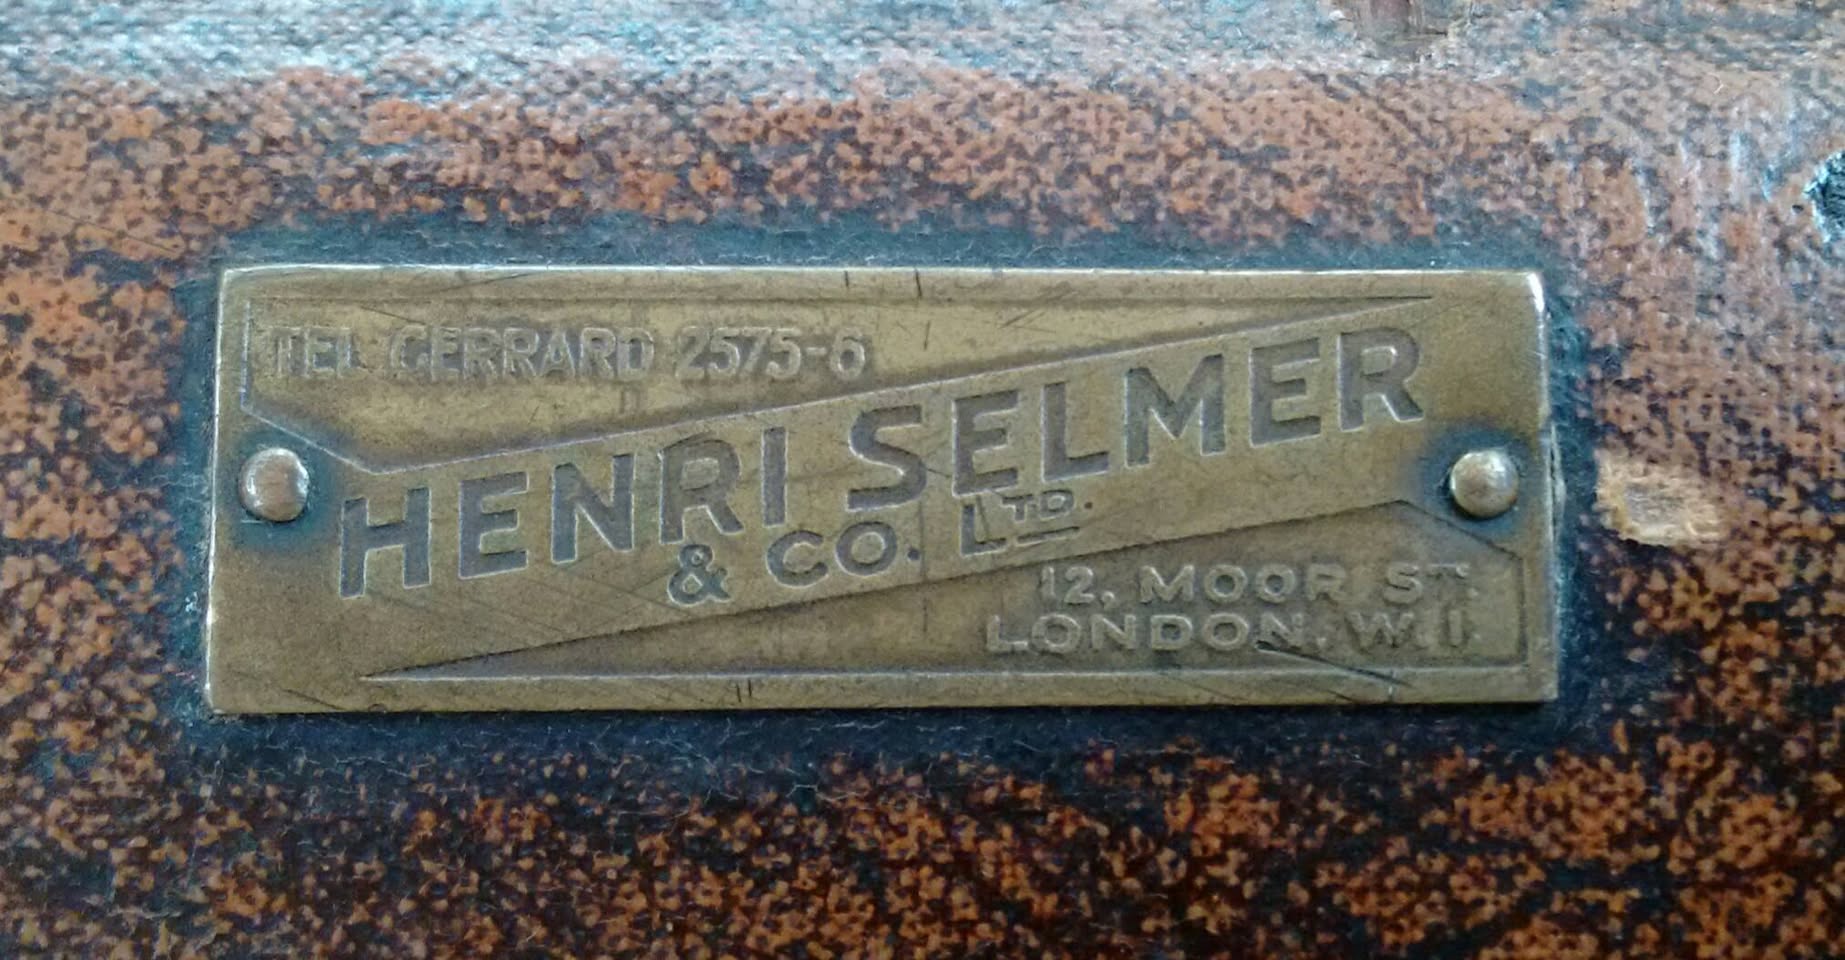 TEL GERRARD 2575-6
HENRI SELMER
& CO. LTD.
12, MOOR ST.
LONDON, W.1.